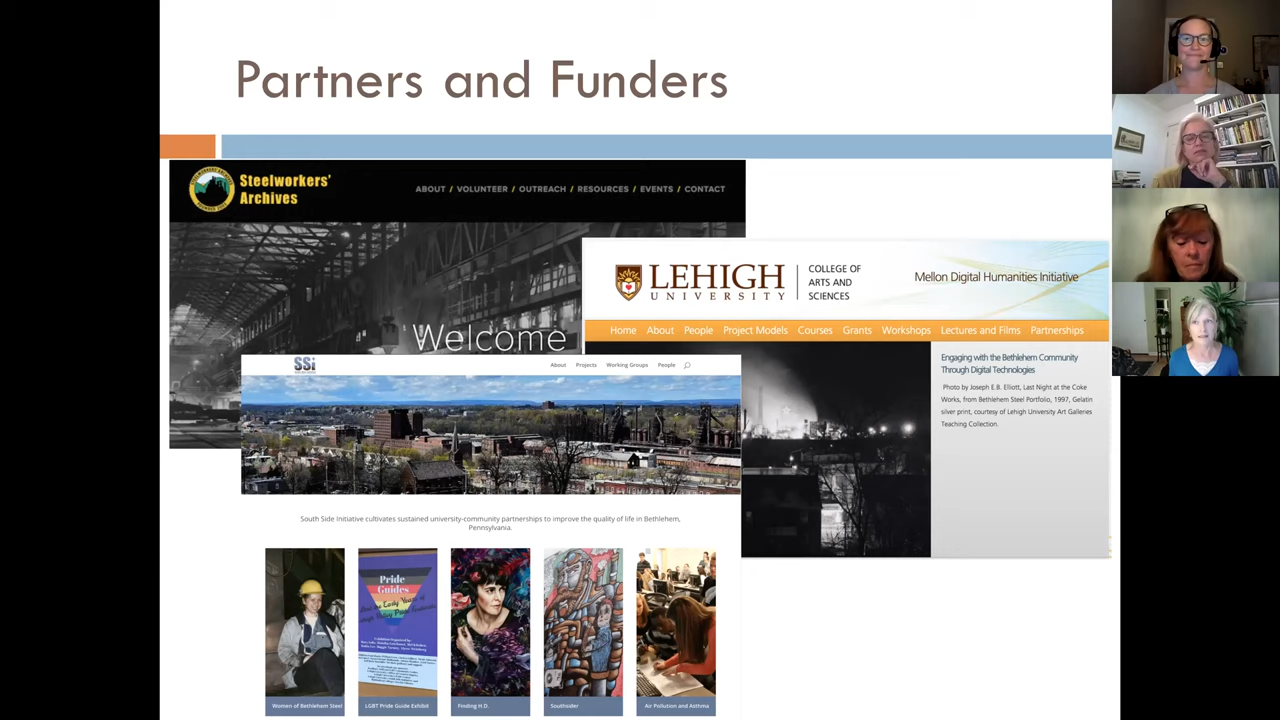 Partners and Funders
Steelworkers'
Archives
ABOUT / VOLUNTEER / OUTREACH / RESOURCES / EVENTS / CONTACT
Welcome
LEHIGH
UNIVERSITY
COLLEGE OF
ARTS AND
SCIENCES
Mellon Digital Humanities Initiative
Home About People Project Models Courses Grants Workshops Lectures and Films Partnerships
Engaging with the Bethlehem Community
Through Digital Technologies
Photo by Joseph E.B. Elliott, Last Night at the Coke
Works, from Bethlehem Steel Portfolio, 1997, Gelatin
silver print, courtesy of Lehigh University Art Galleries
Teaching Collection.
SSi
About Projects Working Groups People
South Side Initiative cultivates sustained university-community partnerships to improve the quality of life in Bethlehem,
Pennsylvania.
Pride
Guides
Women of Bethlehem Steel
LGBT Pride Guide Exhibit
Finding H.D.
Southsider
Air Pollution and Asthma